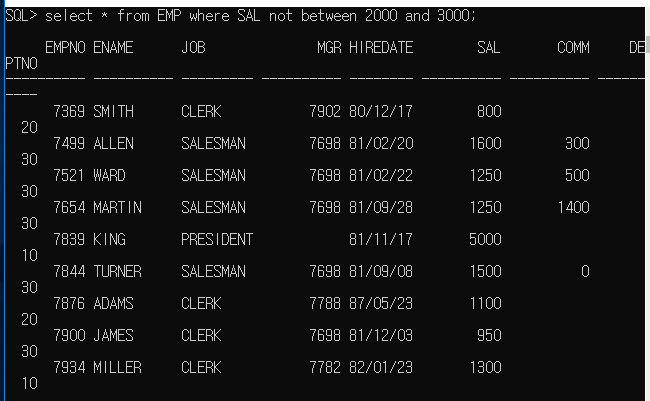 SQL> select * from EMP where SAL not between 2000 and 3000;
EMPNO ENAME JOB MGR HIREDATE SAL COMM DE
PTNO
---------- ---------- --------- ---------- -------- ---------- ---------- ------
----
7369 SMITH CLERK 7902 80/12/17 800
20
7499 ALLEN SALESMAN 7698 81/02/20 1600 300
30
7521 WARD SALESMAN 7698 81/02/22 1250 500
30
7654 MARTIN SALESMAN 7698 81/09/28 1250 1400
30
7839 KING PRESIDENT 81/11/17 5000
10
7844 TURNER SALESMAN 7698 81/09/08 1500 0
30
7876 ADAMS CLERK 7788 87/05/23 1100
20
7900 JAMES CLERK 7698 81/12/03 950
30
7934 MILLER CLERK 7782 82/01/23 1300
10